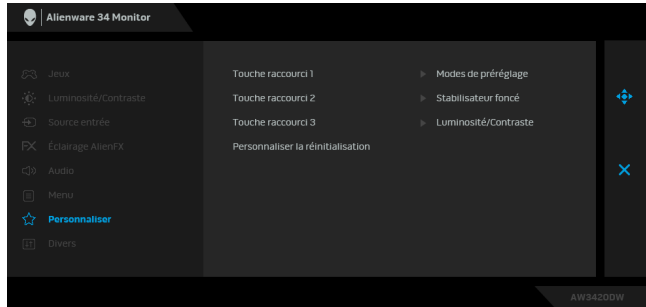 Alienware 34 Monitor
Jeux
Luminosité/Contraste
Source entrée
Éclairage AlienFX
Audio
Menu
Personnaliser
Divers
Touche raccourci 1 Modes de préréglage
Touche raccourci 2 Stabilisateur foncé
Touche raccourci 3 Luminosité/Contraste
Personnaliser la réinitialisation
AW3420DW